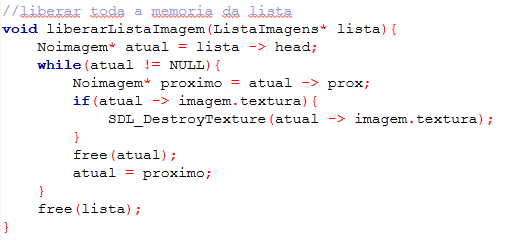 //liberar toda a memoria da lista
void liberarListaImagem(ListaImagens* lista){
    Noimagem* atual = lista -> head;
    while(atual != NULL){
        Noimagem* proximo = atual -> prox;
        if(atual -> imagem.textura){
            SDL_DestroyTexture(atual -> imagem.textura);
        }
        free(atual);
        atual = proximo;
    }
    free(lista);
}